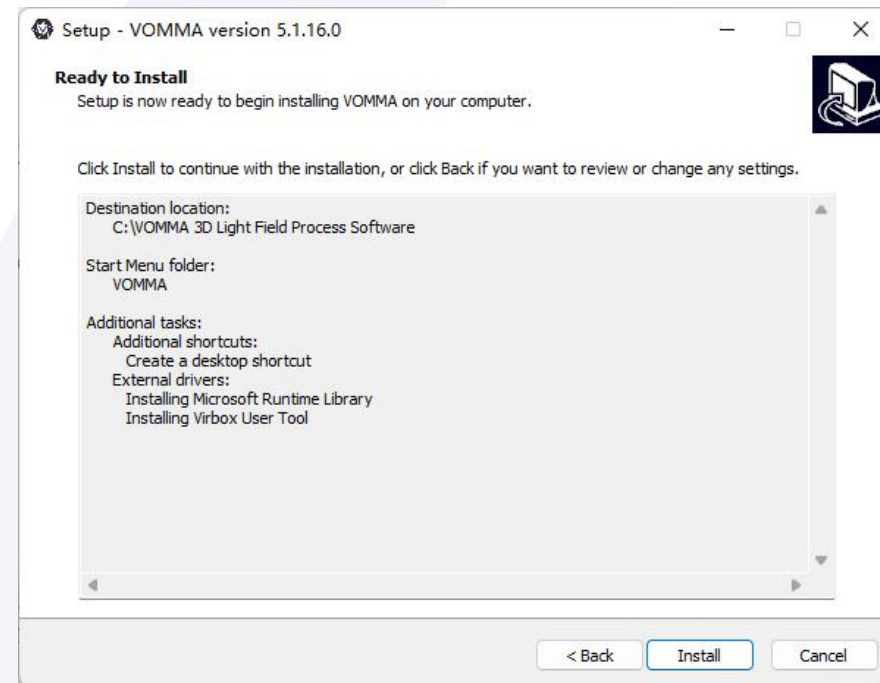 Setup - VOMMA version 5.1.16.0
Ready to Install
Setup is now ready to begin installing VOMMA on your computer.
Click Install to continue with the installation, or click Back if you want to review or change any settings.
Destination location:
C:\VOMMA 3D Light Field Process Software
Start Menu folder:
VOMMA
Additional tasks:
Additional shortcuts:
Create a desktop shortcut
External drivers:
Installing Microsoft Runtime Library
Installing Virbox User Tool
< Back Install Cancel